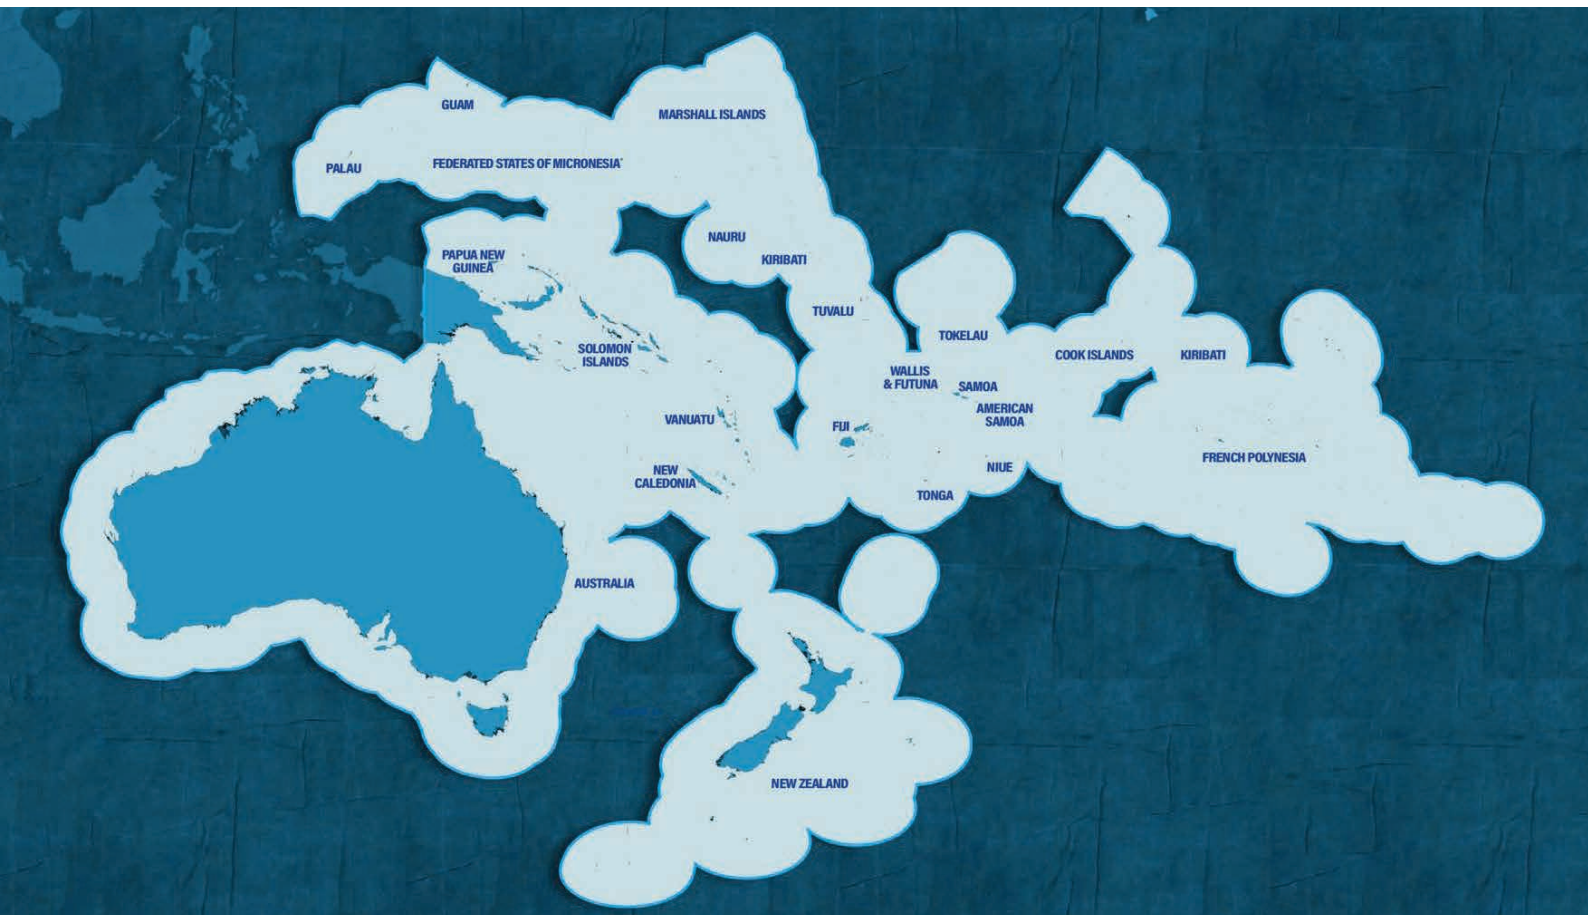 GUAM
MARSHALL ISLANDS
PALAU
FEDERATED STATES OF MICRONESIA
NAURU
KIRIBATI
PAPUA NEW
GUINEA
TUVALU
TOKELAU
SOLOMON
ISLANDS
COOK ISLANDS
KIRIBATI
WALLIS
& FUTUNA
SAMOA
AMERICAN
SAMOA
VANUATU
FIJI
FRENCH POLYNESIA
NEW
CALEDONIA
NIUE
TONGA
AUSTRALIA
NEW ZEALAND